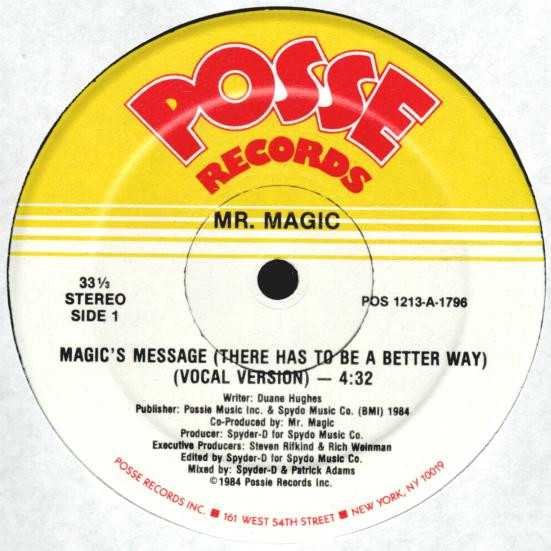 POSSE
RECORDS
MR. MAGIC
33 ⅓
STEREO
SIDE 1
POS 1213-A-1796
MAGIC'S MESSAGE (THERE HAS TO BE A BETTER WAY)
(VOCAL VERSION) — 4:32
Writer: Duane Hughes
Publisher: Possie Music Inc. & Spydo Music Co. (BMI) 1984
Co-Produced by: Mr. Magic
Producer: Spyder-D for Spydo Music Co.
Executive Producers: Steven Rifkind & Rich Weinman
Edited by Spyder-D for Spydo Music Co.
Mixed by: Spyder-D & Patrick Adams
©1984 Possie Records Inc.
POSSE RECORDS INC. ■ 161 WEST 54TH STREET ■ NEW YORK, NY 10019